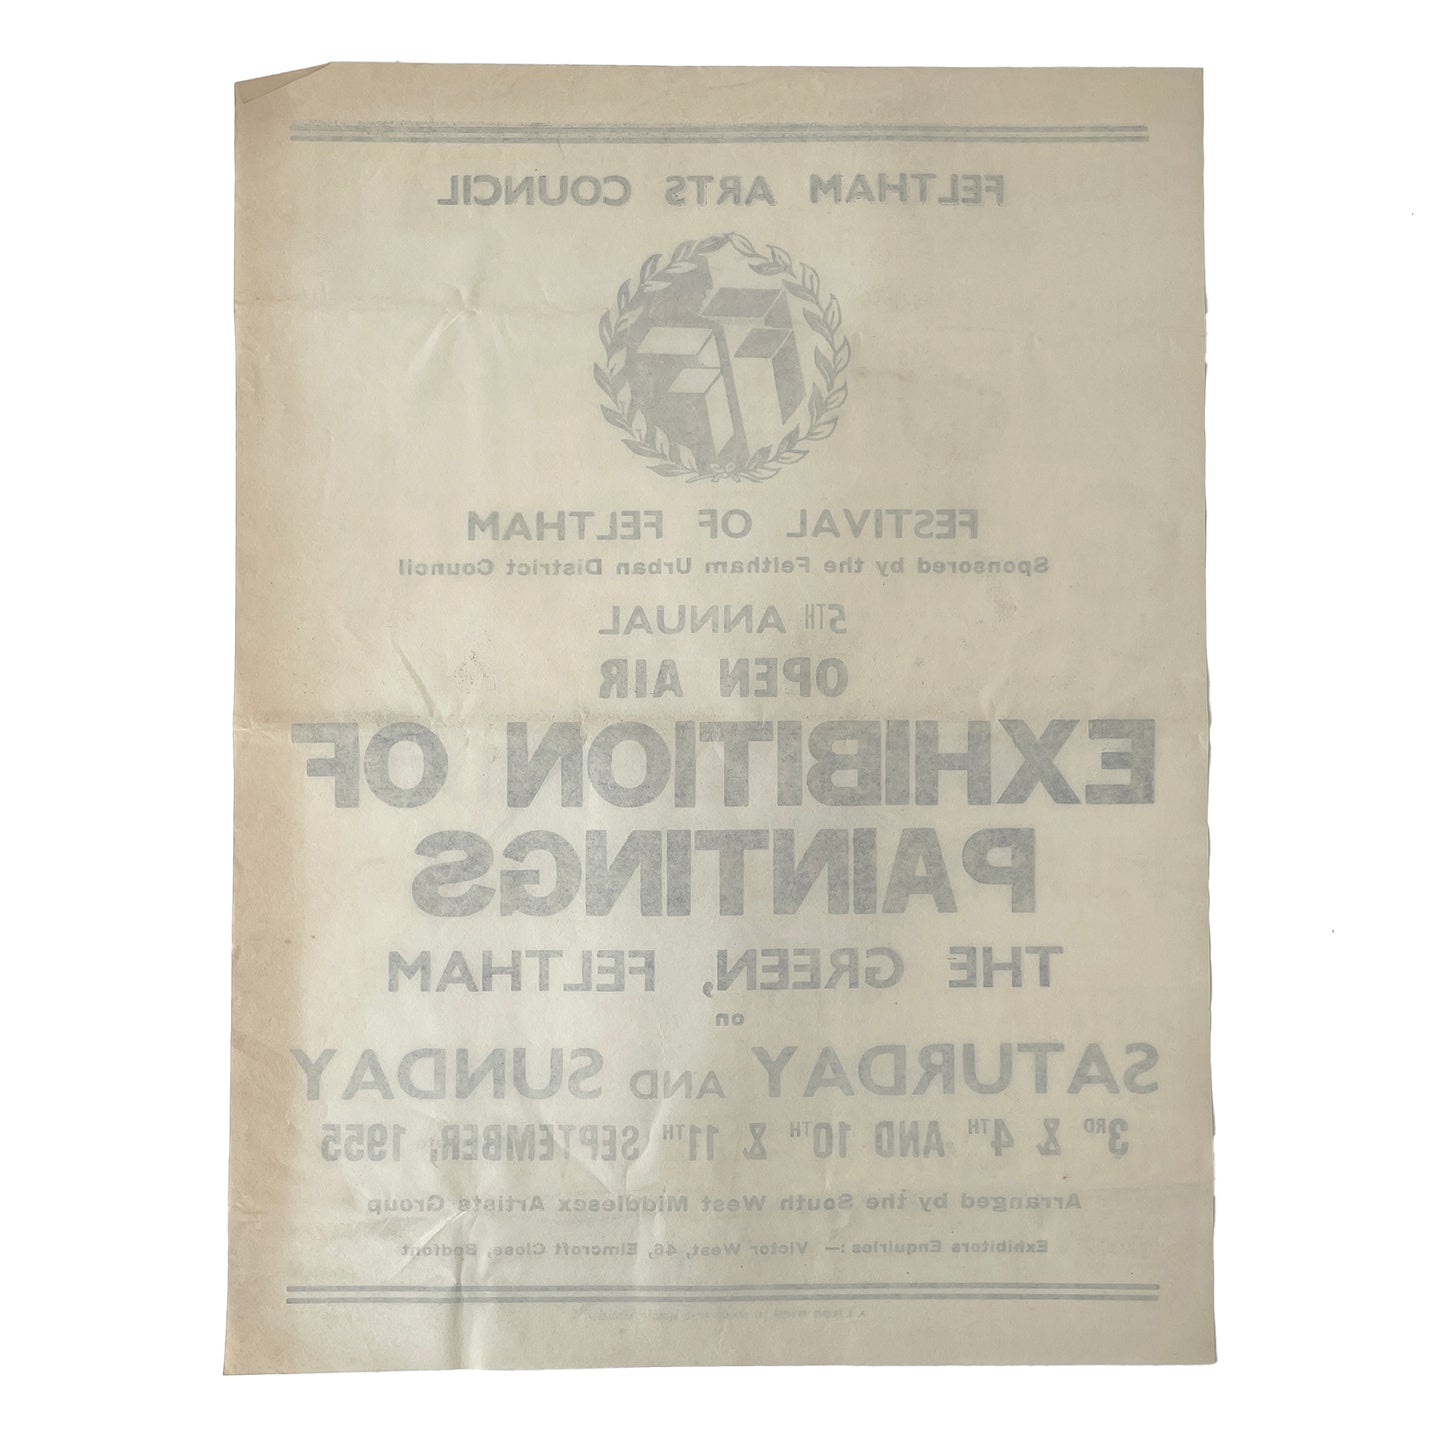 FELTHAM ARTS COUNCIL
FF
FESTIVAL OF FELTHAM
Sponsored by the Feltham Urban District Council
5TH ANNUAL
OPEN AIR
EXHIBITION OF
PAINTINGS
THE GREEN, FELTHAM
on
SATURDAY AND SUNDAY
3RD & 4TH AND 10TH & 11TH SEPTEMBER, 1955
Arranged by the South West Middlesex Artists Group
Exhibitors Enquiries :— Victor West, 46, Elmcroft Close, Bedfont